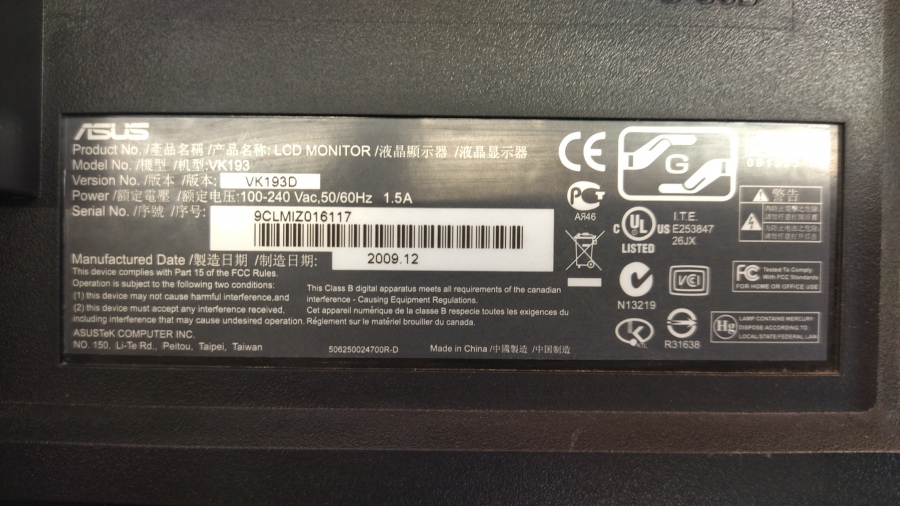 ASUS
Product No. /產品名稱 /产品名称: LCD MONITOR /液晶顯示器 /液晶显示器
Model No. /機型 /机型:VK193
Version No. /版本 /版本: VK193D
Power /額定電壓 /额定电压:100-240 Vac,50/60Hz 1.5A
Serial No. /序號 /序号: 9CLMIZ016117
Manufactured Date /製造日期 /制造日期: 2009.12
This device complies with Part 15 of the FCC Rules.
Operation is subject to the following two conditions:
(1) this device may not cause harmful interference,and
(2) this device must accept any interference received.
including interference that may cause undesired operation.
This Class B digital apparatus meets all requirements of the canadian
interference - Causing Equipment Regulations.
Cet appareil numérique de la classe B respecte toutes les exigences du
Réglement sur le matériel brouiller du canada.
ASUSTeK COMPUTER INC.
NO. 150, Li-Te Rd., Peitou, Taipei, Taiwan
506250024700R-D
Made in China /中國製造 /中国制造
CE
G
АЯ46
C UL US
LISTED
I.T.E.
E253847
26JX
警告
N13219
VCI
FC Tested To Comply
With FCC Standards
FOR HOME OR OFFICE USE
R31638
Hg
LAMP CONTAINS MERCURY
DISPOSE ACCORDING TO:
LOCAL/STATE/FEDERAL LAW